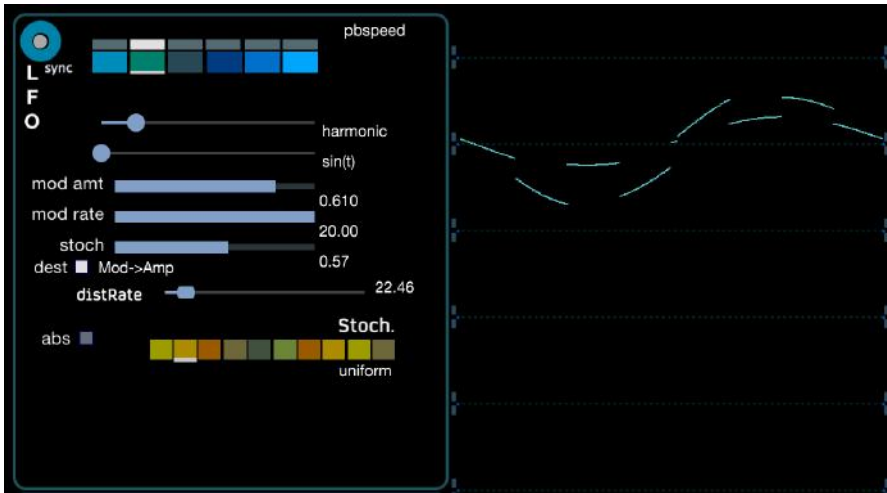 pbspeed
sync
L
F
O
harmonic
sin(t)
mod amt
0.610
mod rate
20.00
stoch
0.57
dest Mod->Amp
distRate 22.46
Stoch.
abs
uniform